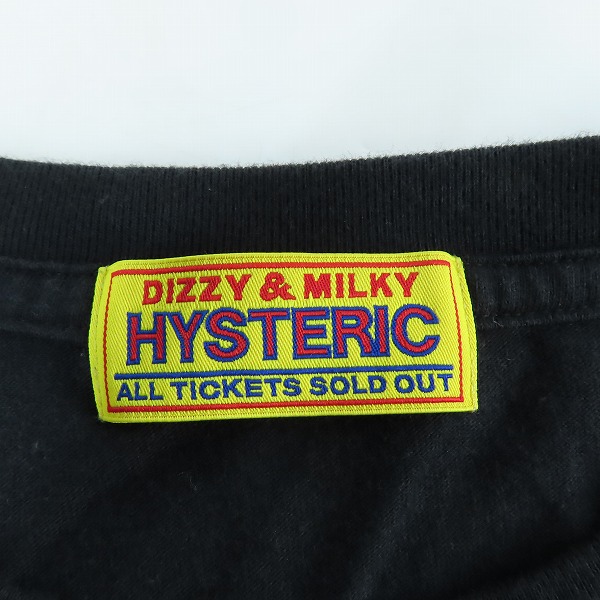 DIZZY & MILKY
HYSTERIC
ALL TICKETS SOLD OUT